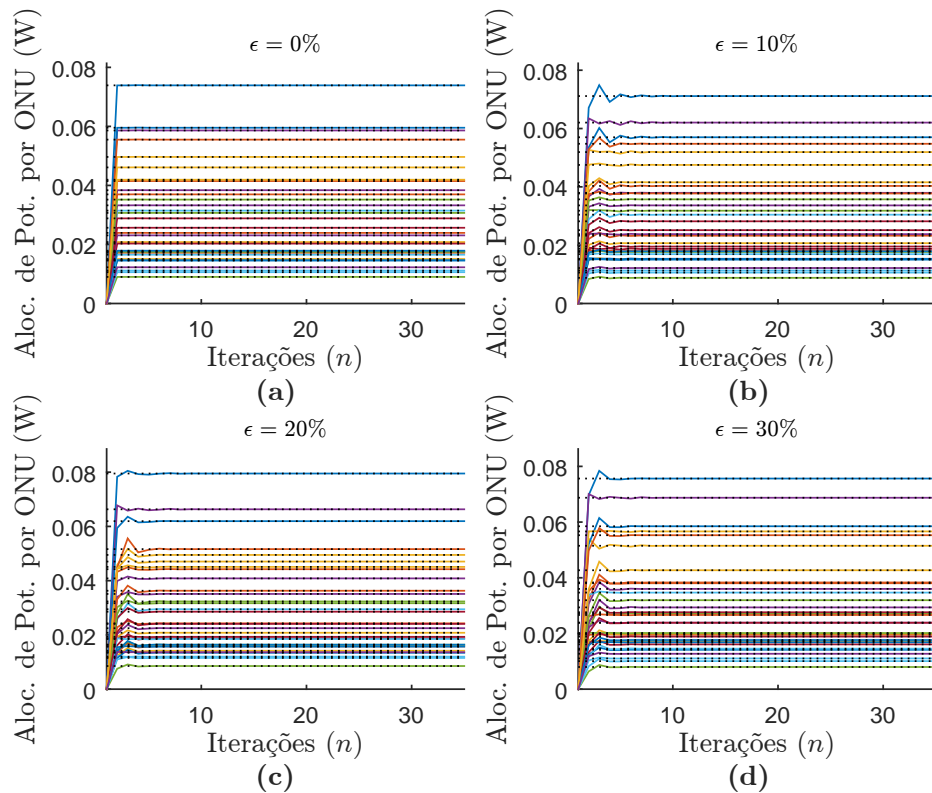 ϵ = 0%
Aloc. de Pot. por ONU (W)
0.08
0.06
0.04
0.02
0
10
20
30
Iterações (n)
(a)
ϵ = 10%
Aloc. de Pot. por ONU (W)
0.08
0.06
0.04
0.02
0
10
20
30
Iterações (n)
(b)
ϵ = 20%
Aloc. de Pot. por ONU (W)
0.08
0.06
0.04
0.02
0
10
20
30
Iterações (n)
(c)
ϵ = 30%
Aloc. de Pot. por ONU (W)
0.08
0.06
0.04
0.02
0
10
20
30
Iterações (n)
(d)